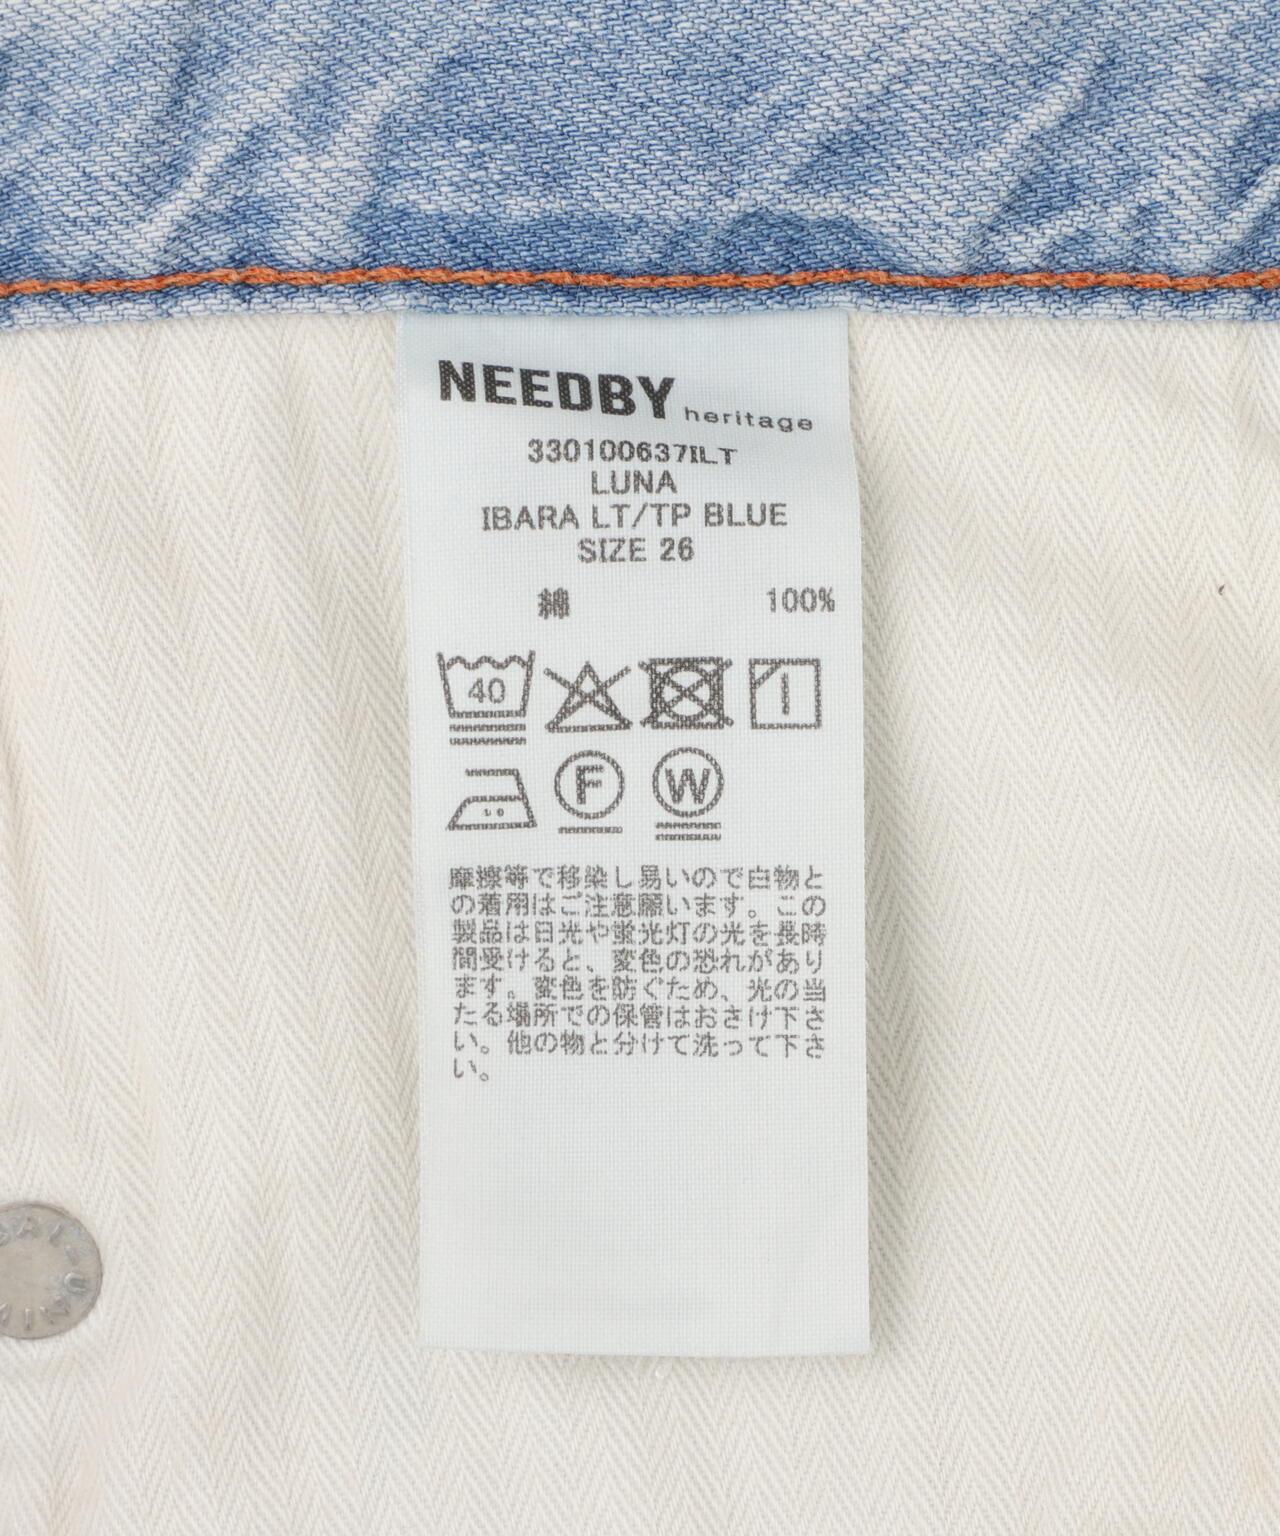 NEEDBY heritage
330100637ILT
LUNA
IBARA LT/TP BLUE
SIZE 26
綿 100%
40
F W
摩擦等で移染し易いので白物と
の着用はご注意願います。この
製品は日光や蛍光灯の光を長時
間受けると、変色の恐れがあり
ます。変色を防ぐため、光の当
たる場所での保管はおさけ下さ
い。他の物と分けて洗って下さ
い。